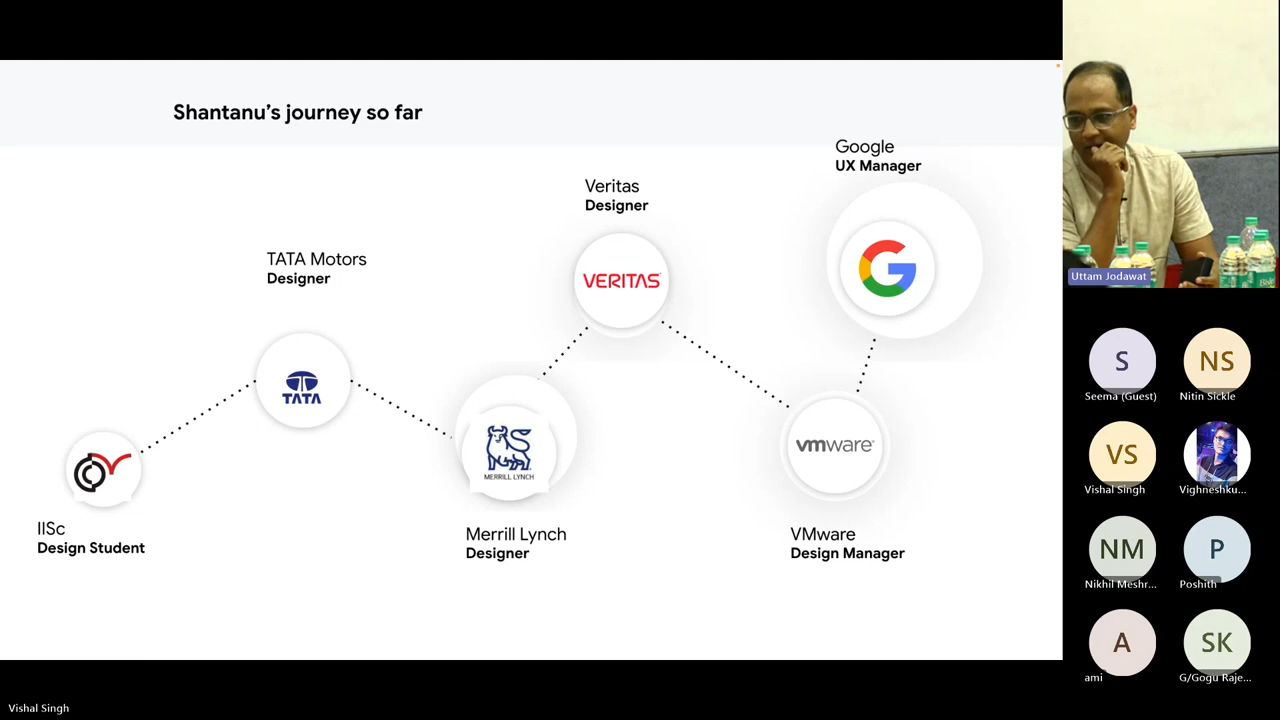 Shantanu's journey so far
Google
UX Manager
Veritas
Designer
VERITAS
TATA Motors
Designer
TATA
MERRILL LYNCH
vmware
IISc
Design Student
Merrill Lynch
Designer
VMware
Design Manager
Uttam Jodawat
S
Seema (Guest)
NS
Nitin Sickle
VS
Vishal Singh
Vighneshku...
NM
Nikhil Meshr...
P
Poshith
A
ami
SK
G/Gogu Raje...
Vishal Singh